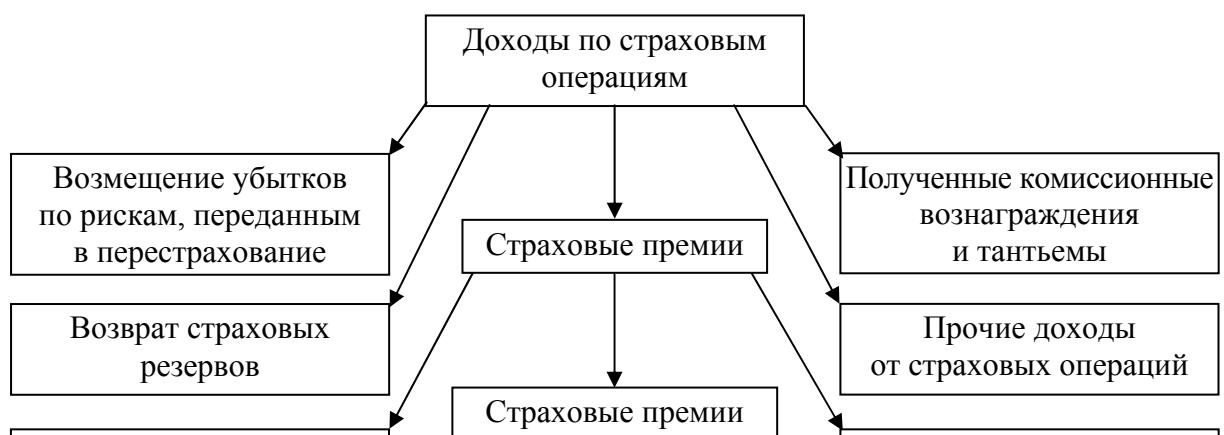 Доходы по страховым
операциям
Возмещение убытков
по рискам, переданным
в перестрахование
Полученные комиссионные
вознаграждения
и тантьемы
Страховые премии
Возврат страховых
резервов
Прочие доходы
от страховых операций
Страховые премии